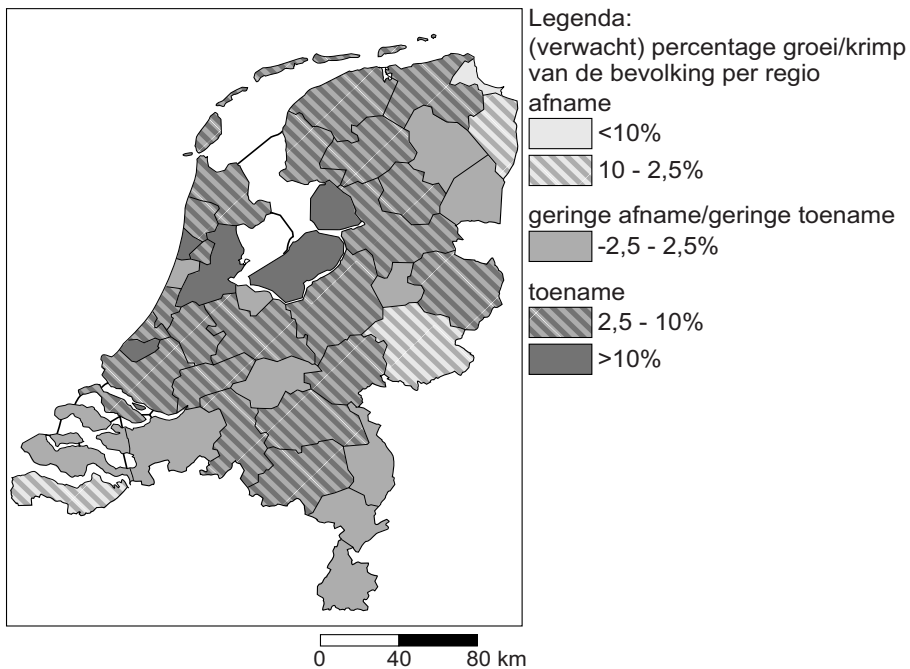 Legenda:
(verwacht) percentage groei/krimp
van de bevolking per regio
afname
<10%
10 - 2,5%
geringe afname/geringe toename
-2,5 - 2,5%
toename
2,5 - 10%
>10%
0 40 80 km